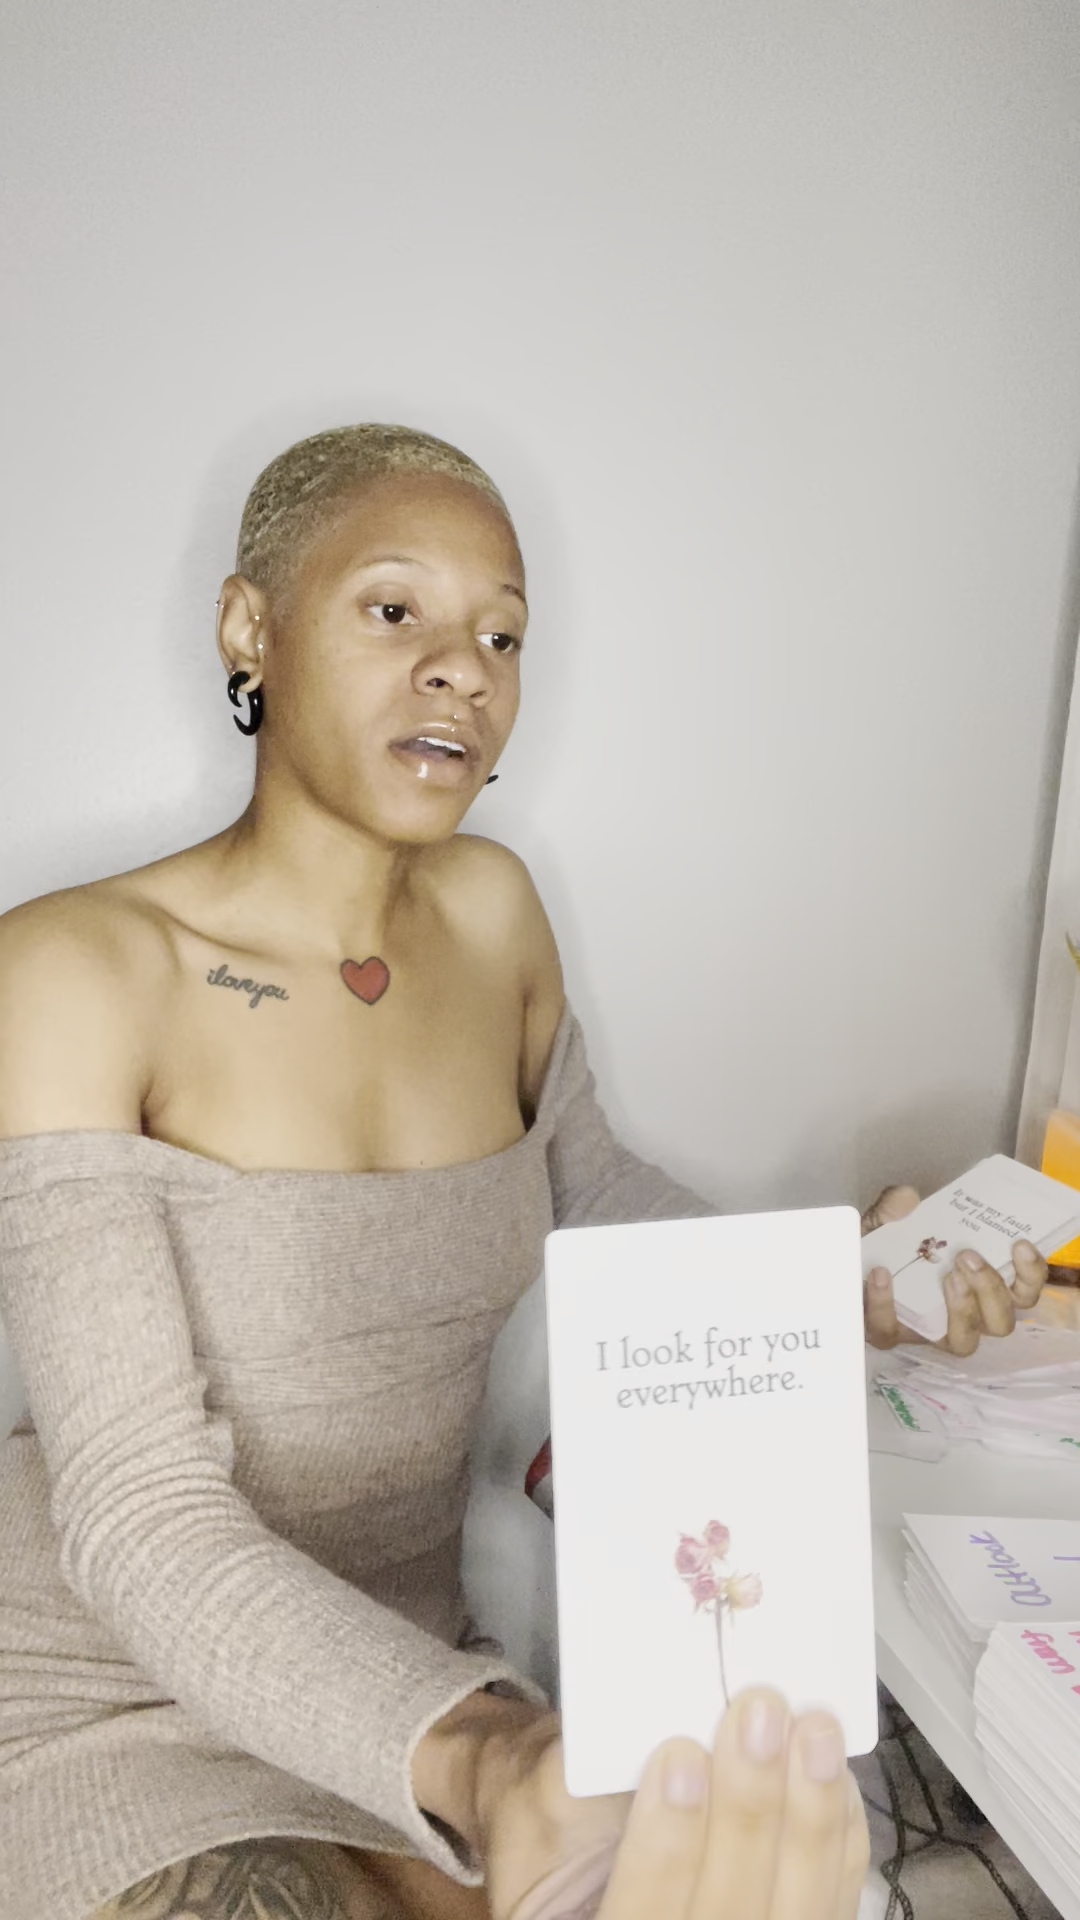 iloveyou
It was my fault
but I blamed
you.
I look for you
everywhere.